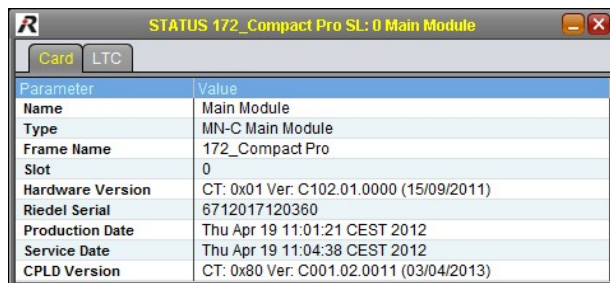 R STATUS 172_Compact Pro SL: 0 Main Module
Card LTC
Parameter Value
Name Main Module
Type MN-C Main Module
Frame Name 172_Compact Pro
Slot 0
Hardware Version CT: 0x01 Ver: C102.01.0000 (15/09/2011)
Riedel Serial 6712017120360
Production Date Thu Apr 19 11:01:21 CEST 2012
Service Date Thu Apr 19 11:04:38 CEST 2012
CPLD Version CT: 0x80 Ver: C001.02.0011 (03/04/2013)